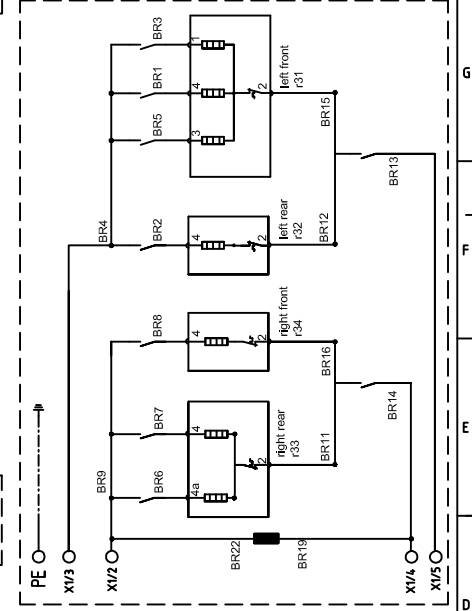 BR3
1
BR1
4
2
left front
r31
BR5
3
BR15
BR13
G
BR4
BR2
4
2
left rear
r32
BR12
F
BR8
4
2
right front
r34
BR16
BR14
BR7
4
2
right rear
r33
BR11
E
BR9
BR6
4a
BR22
BR19
PE
X1/3
X1/2
X1/4
X1/5
D